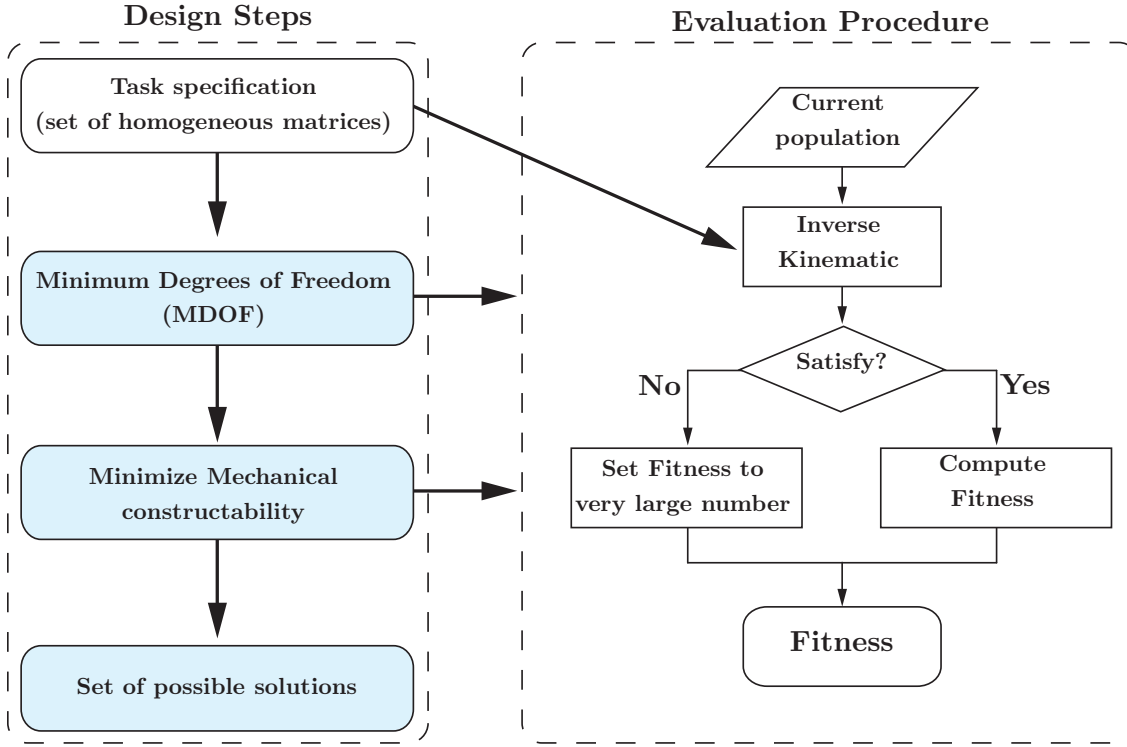 Design Steps
Task specification
(set of homogeneous matrices)
Minimum Degrees of Freedom
(MDOF)
Minimize Mechanical
constructability
Set of possible solutions
Evaluation Procedure
Current
population
Inverse
Kinematic
Satisfy?
No
Yes
Set Fitness to
very large number
Compute
Fitness
Fitness